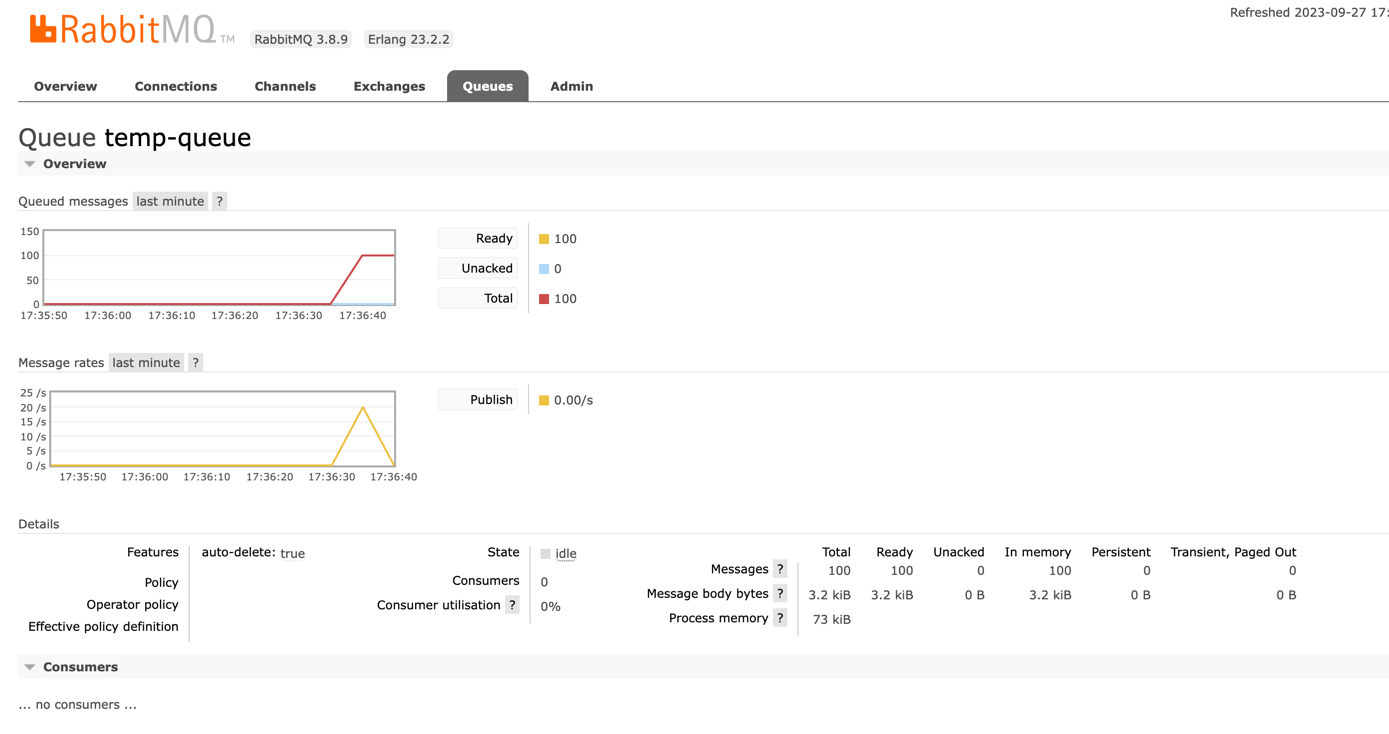 Refreshed 2023-09-27 17:
RabbitMQ TM RabbitMQ 3.8.9 Erlang 23.2.2
Overview Connections Channels Exchanges Queues Admin
Queue temp-queue
Overview
Queued messages last minute ?
150
100
50
0
17:35:50 17:36:00 17:36:10 17:36:20 17:36:30 17:36:40
Ready 100
Unacked 0
Total 100
Message rates last minute ?
25 /s
20 /s
15 /s
10 /s
5 /s
0 /s
17:35:50 17:36:00 17:36:10 17:36:20 17:36:30 17:36:40
Publish 0.00/s
Details
Features auto-delete: true
Policy
Operator policy
Effective policy definition
State idle
Consumers 0
Consumer utilisation ? 0%
Total Ready Unacked In memory Persistent Transient, Paged Out
Messages ? 100 100 0 100 0 0
Message body bytes ? 3.2 kiB 3.2 kiB 0 B 3.2 kiB 0 B 0 B
Process memory ? 73 kiB
Consumers
... no consumers ...